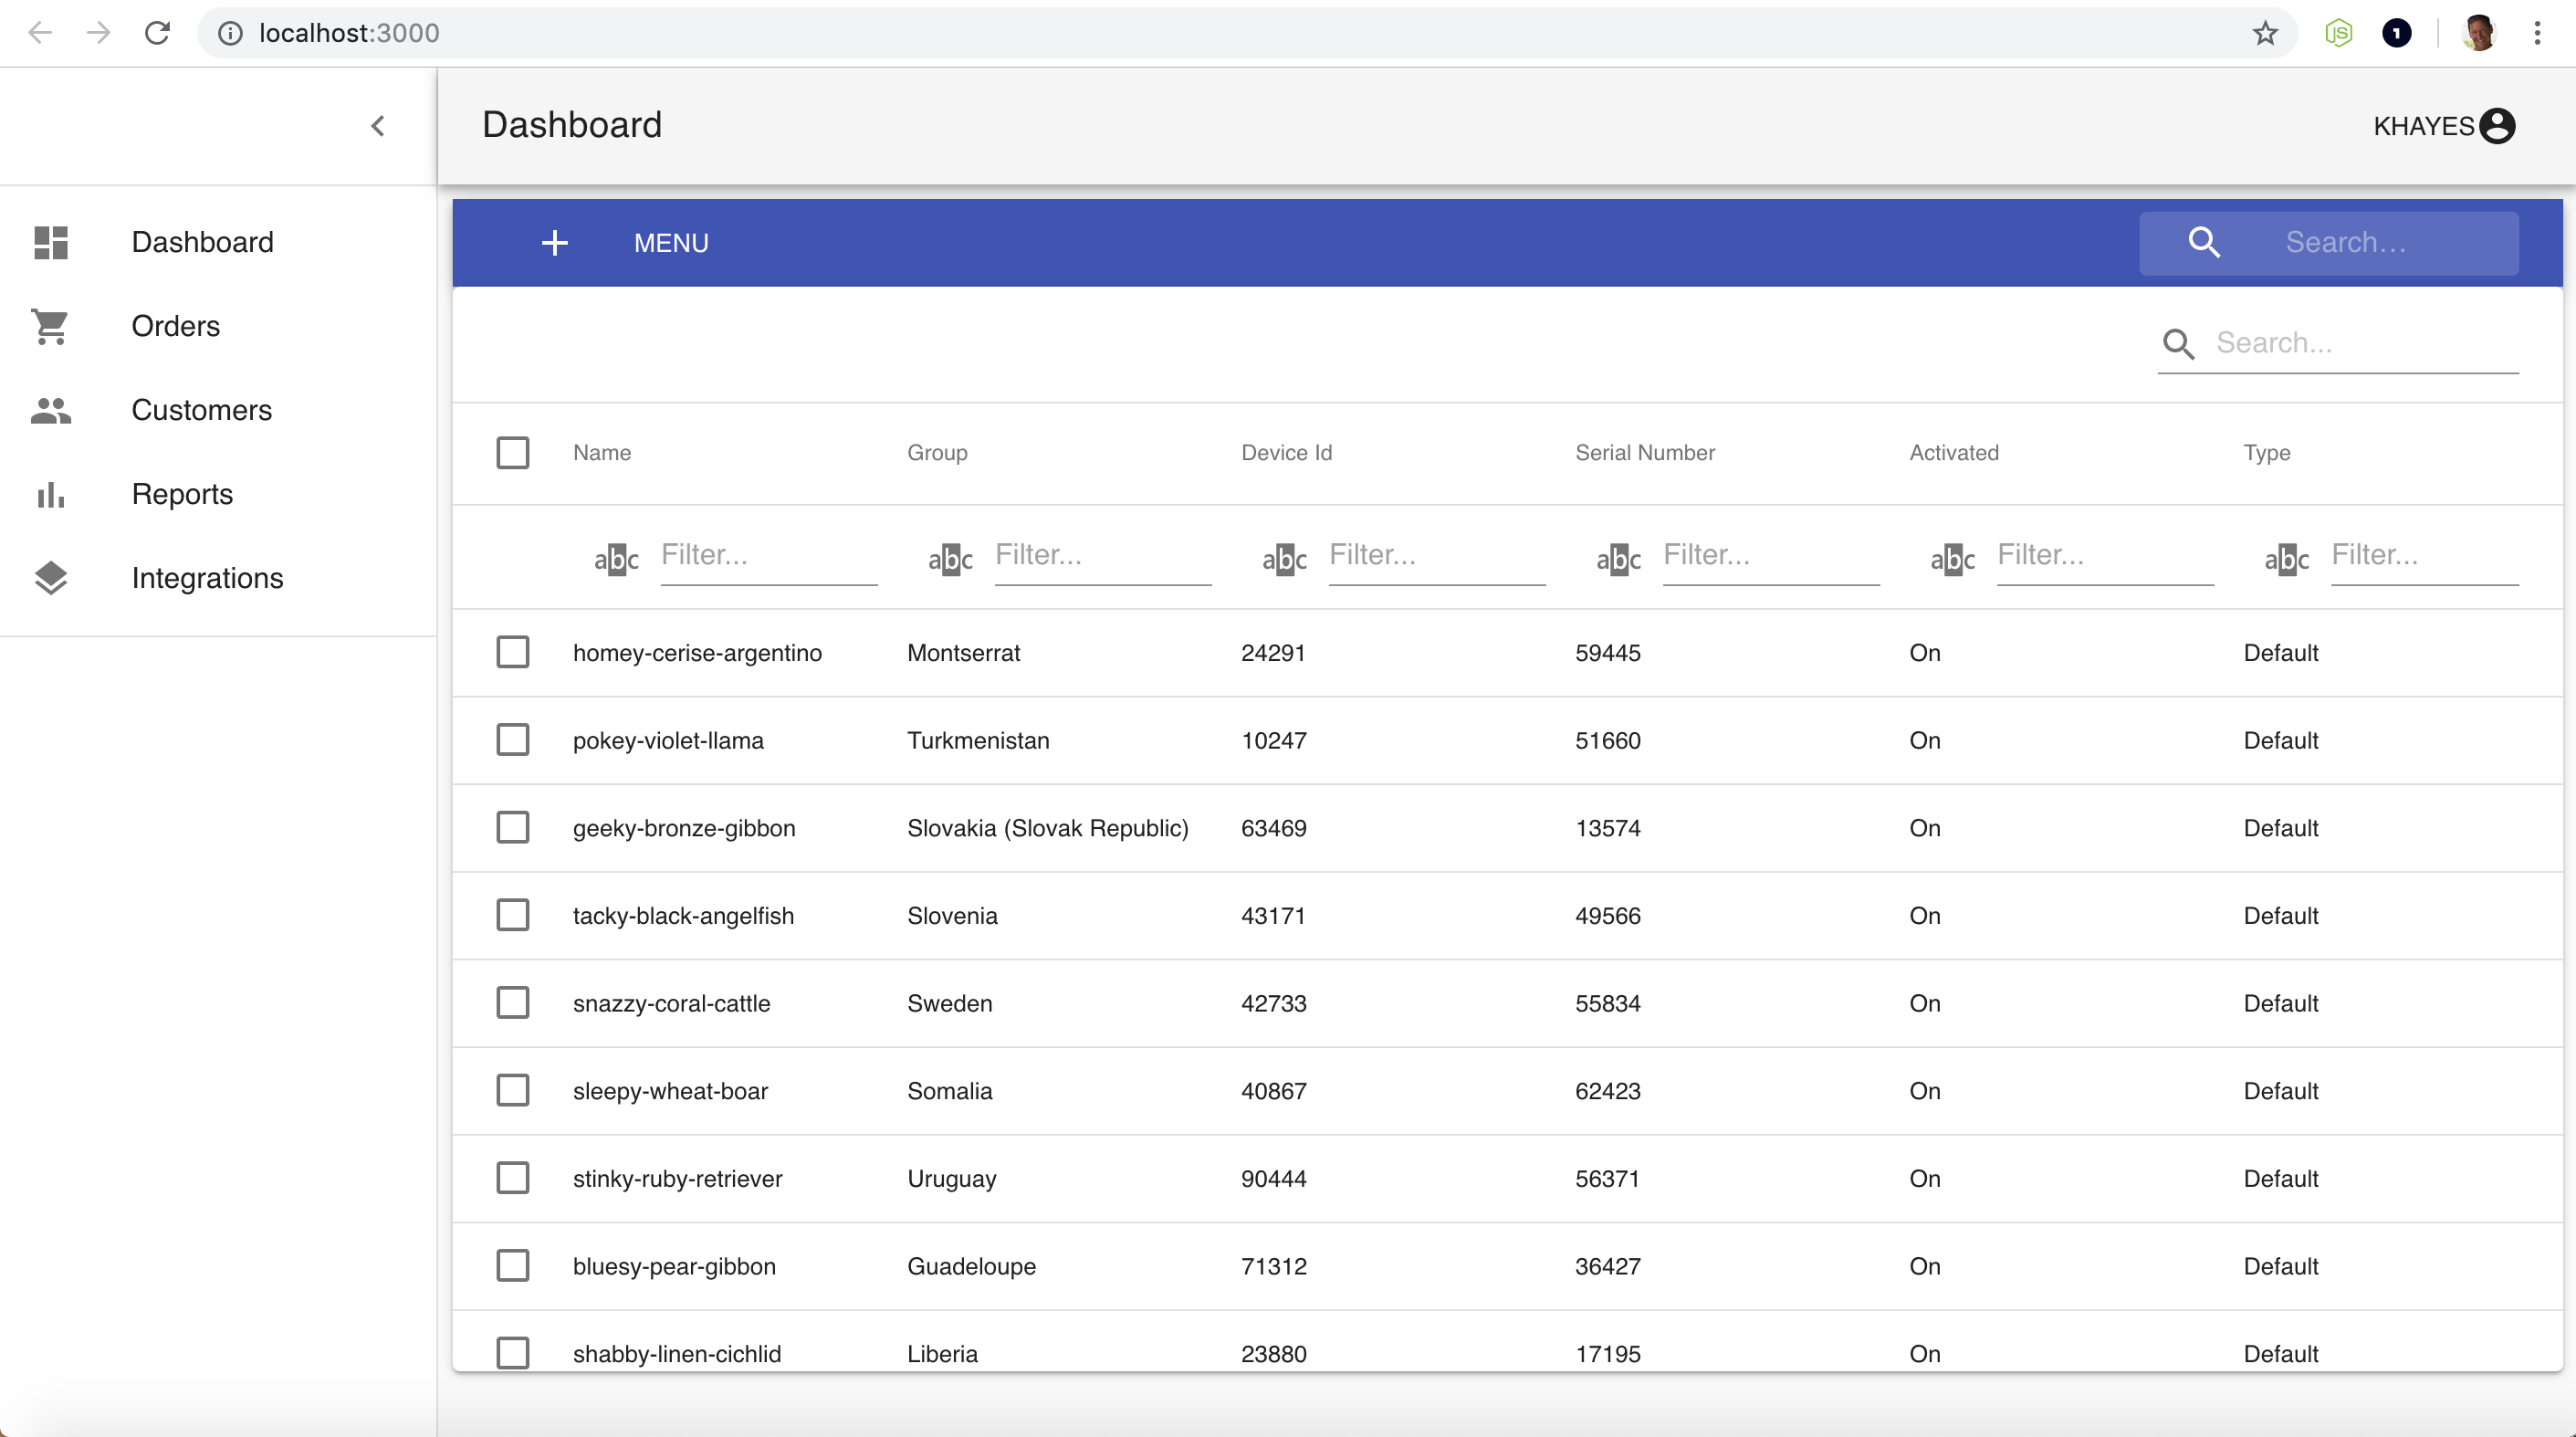 localhost:3000
Dashboard
KHAYES
Dashboard
Orders
Customers
Reports
Integrations
MENU
Search…
Search...
Name Group Device Id Serial Number Activated Type
abc Filter... abc Filter... abc Filter... abc Filter... abc Filter... abc Filter...
homey-cerise-argentino Montserrat 24291 59445 On Default
pokey-violet-llama Turkmenistan 10247 51660 On Default
geeky-bronze-gibbon Slovakia (Slovak Republic) 63469 13574 On Default
tacky-black-angelfish Slovenia 43171 49566 On Default
snazzy-coral-cattle Sweden 42733 55834 On Default
sleepy-wheat-boar Somalia 40867 62423 On Default
stinky-ruby-retriever Uruguay 90444 56371 On Default
bluesy-pear-gibbon Guadeloupe 71312 36427 On Default
shabby-linen-cichlid Liberia 23880 17195 On Default